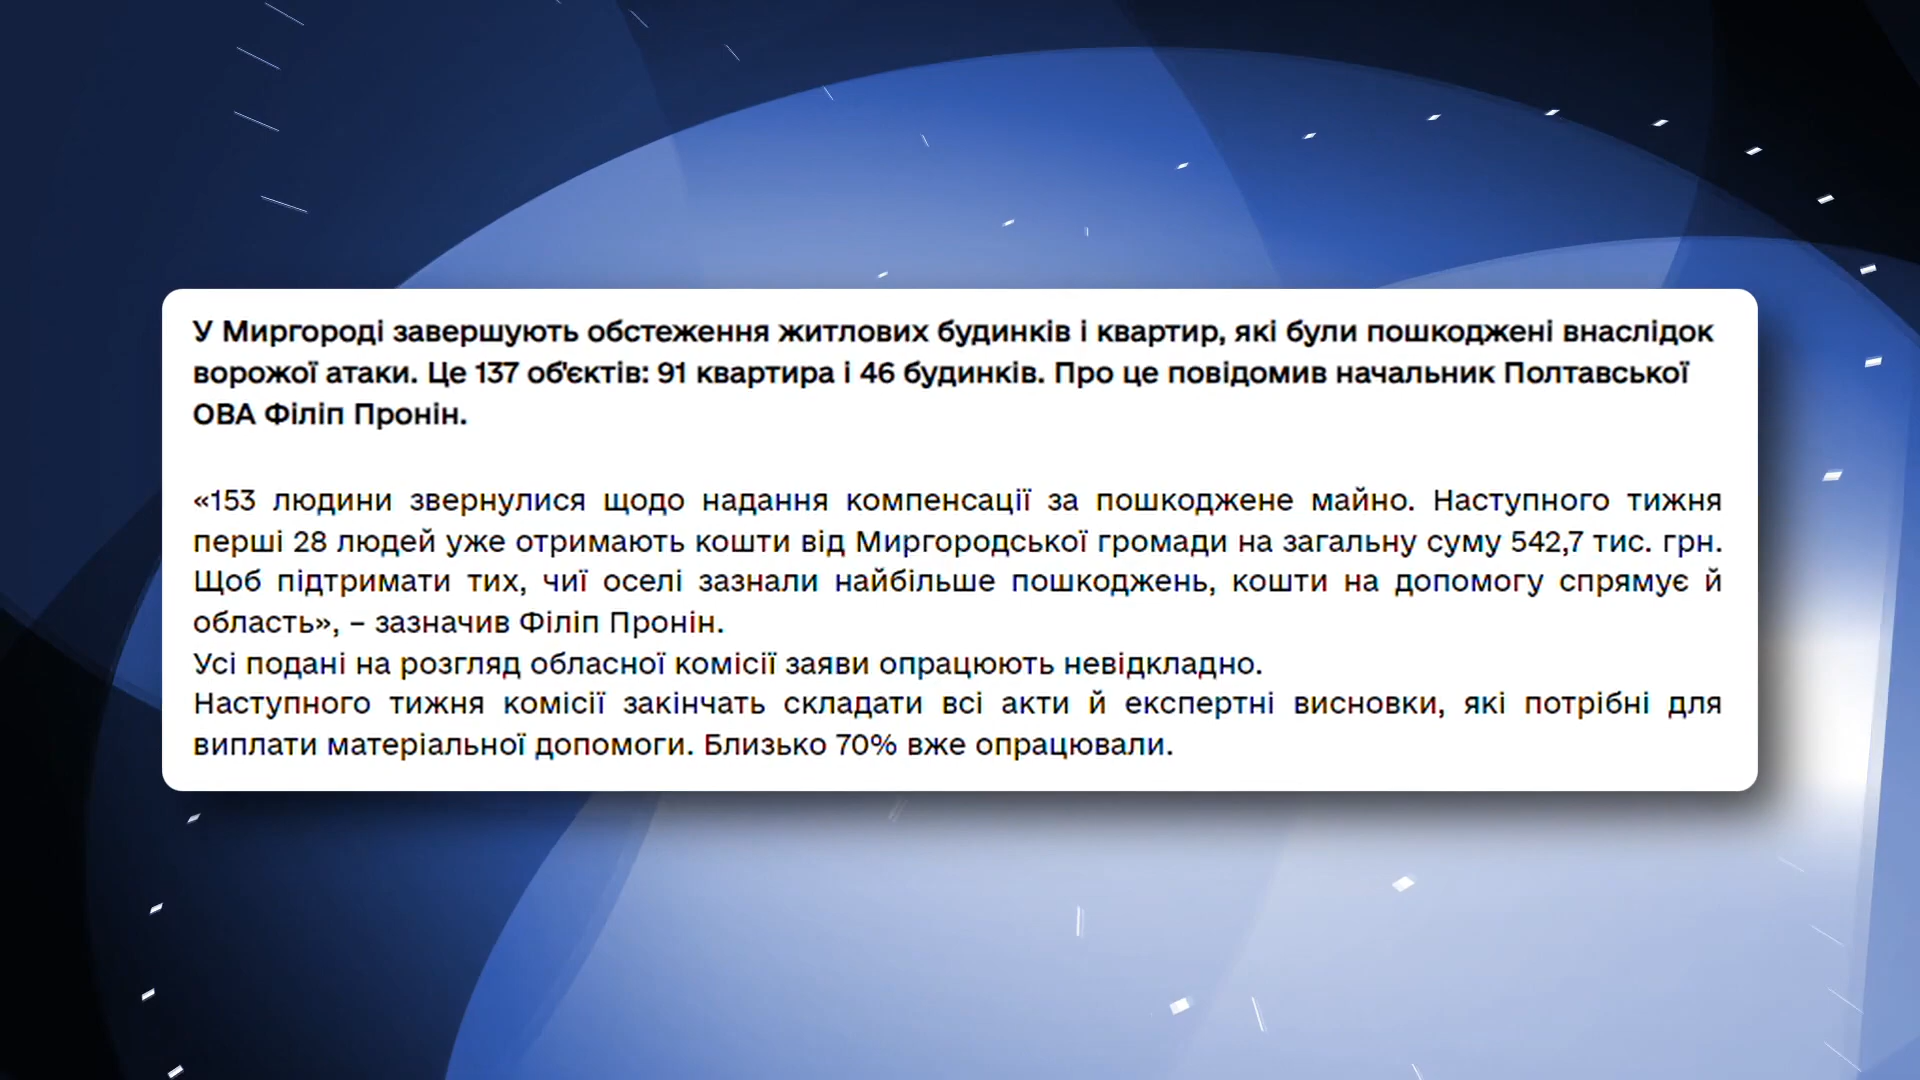 У Миргороді завершують обстеження житлових будинків і квартир, які були пошкоджені внаслідок
ворожої атаки. Це 137 об'єктів: 91 квартира і 46 будинків. Про це повідомив начальник Полтавської
ОВА Філіп Пронін.
«153 людини звернулися щодо надання компенсації за пошкоджене майно. Наступного тижня
перші 28 людей уже отримають кошти від Миргородської громади на загальну суму 542,7 тис. грн.
Щоб підтримати тих, чиї оселі зазнали найбільше пошкоджень, кошти на допомогу спрямує й
область», – зазначив Філіп Пронін.
Усі подані на розгляд обласної комісії заяви опрацюють невідкладно.
Наступного тижня комісії закінчать складати всі акти й експертні висновки, які потрібні для
виплати матеріальної допомоги. Близько 70% вже опрацювали.